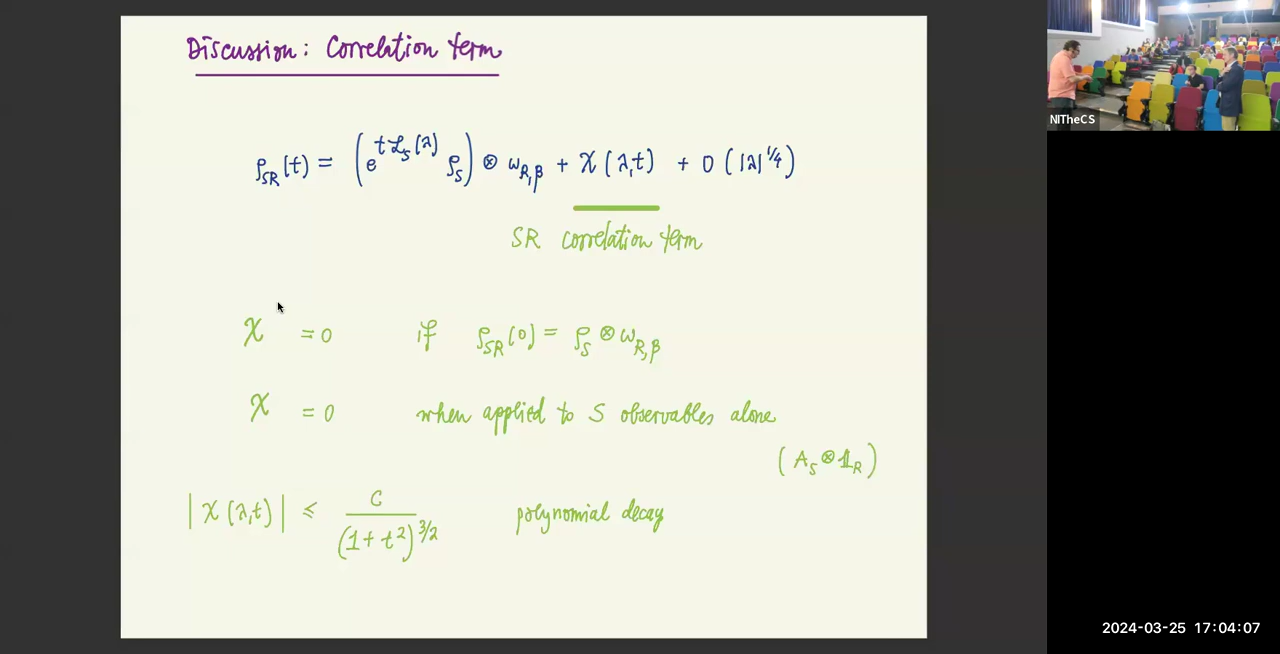 Discussion: Correlation term
ρ_SR(t) = (e^{tℒ_S(λ)} ρ_S) ⊗ ω_{R,β} + χ(λ,t) + O(|λ|^{1/4})
SR correlation term
χ = 0 if ρ_SR(0) = ρ_S ⊗ ω_{R,β}
χ = 0 when applied to S observables alone
(A_S ⊗ 𝟙_R)
|χ(λ,t)| ≤ C / (1 + t²)^{3/2} polynomial decay
NITheCS
2024-03-25 17:04:07